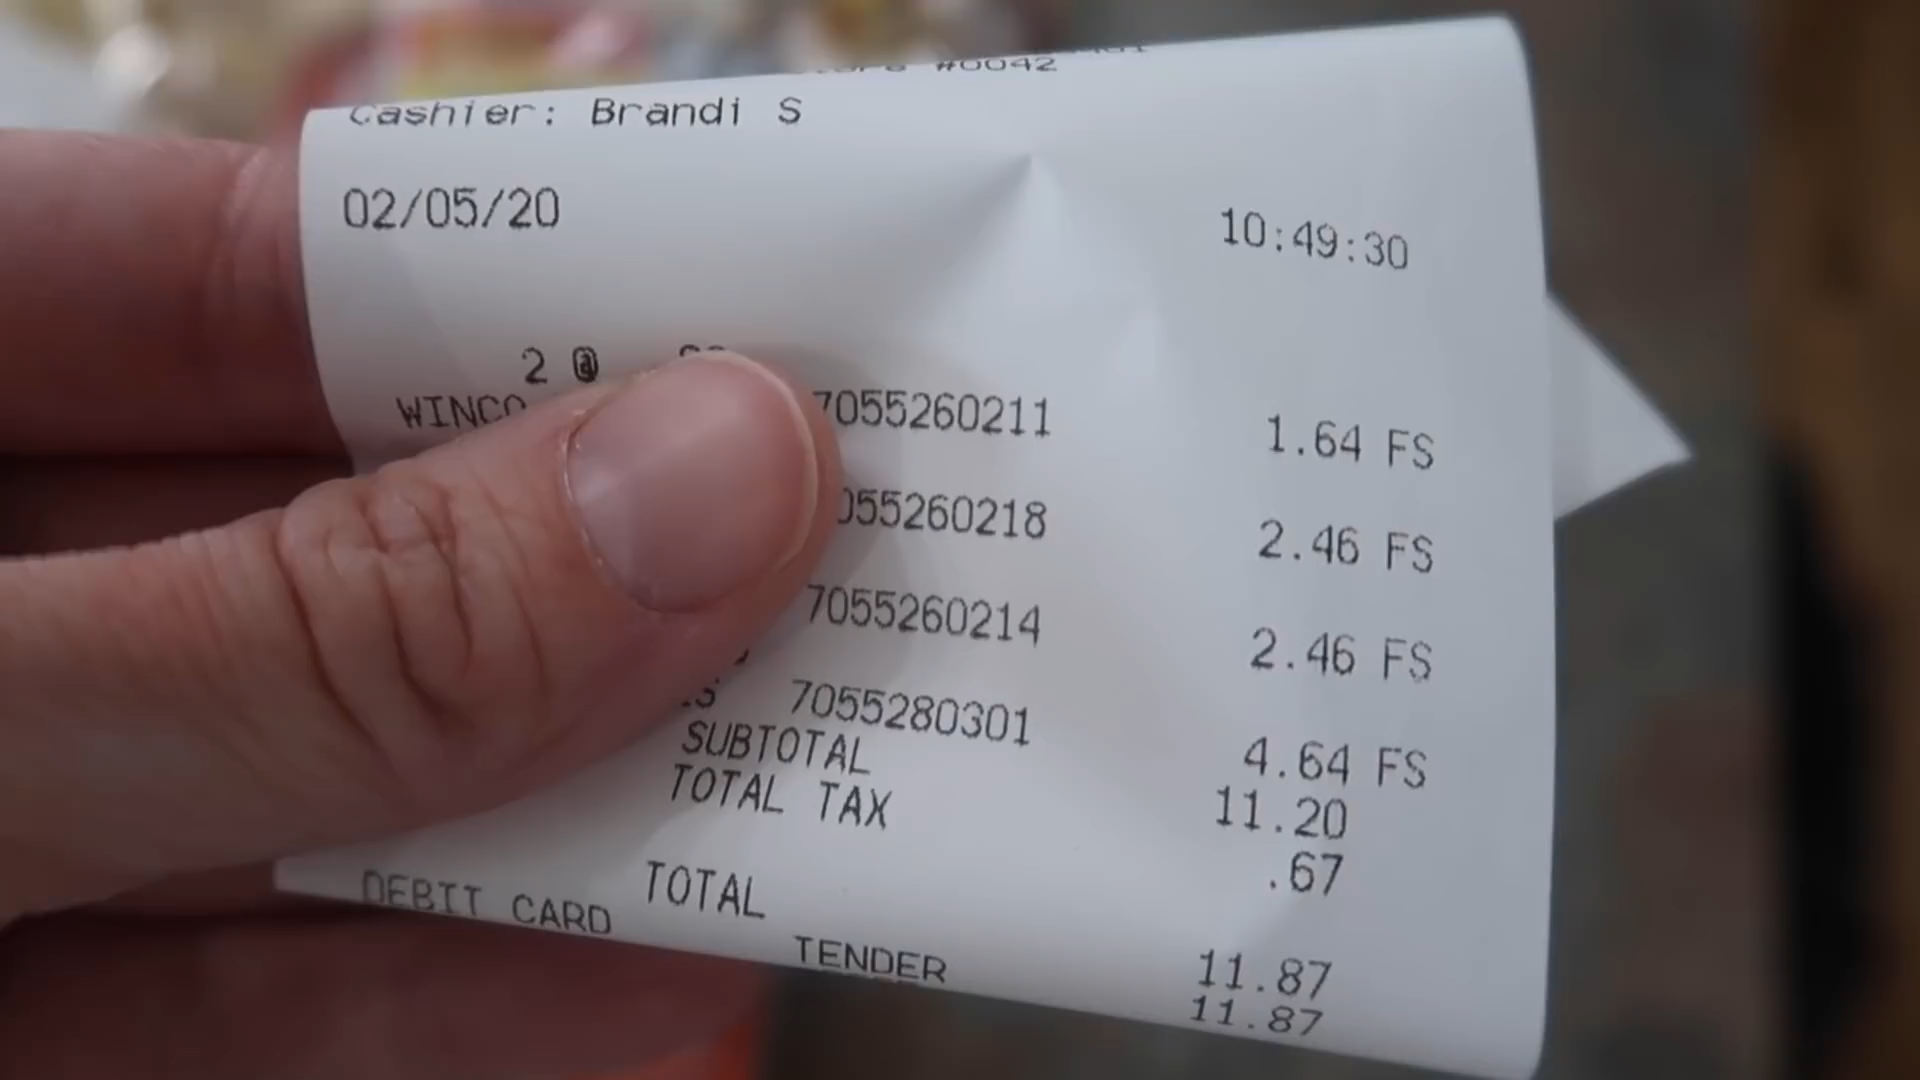 #0042
Cashier: Brandi S
02/05/20 10:49:30
2 @
WINCO 7055260211 1.64 FS
055260218 2.46 FS
7055260214 2.46 FS
7055280301 4.64 FS
SUBTOTAL 11.20
TOTAL TAX .67
TOTAL 11.87
DEBIT CARD TENDER 11.87